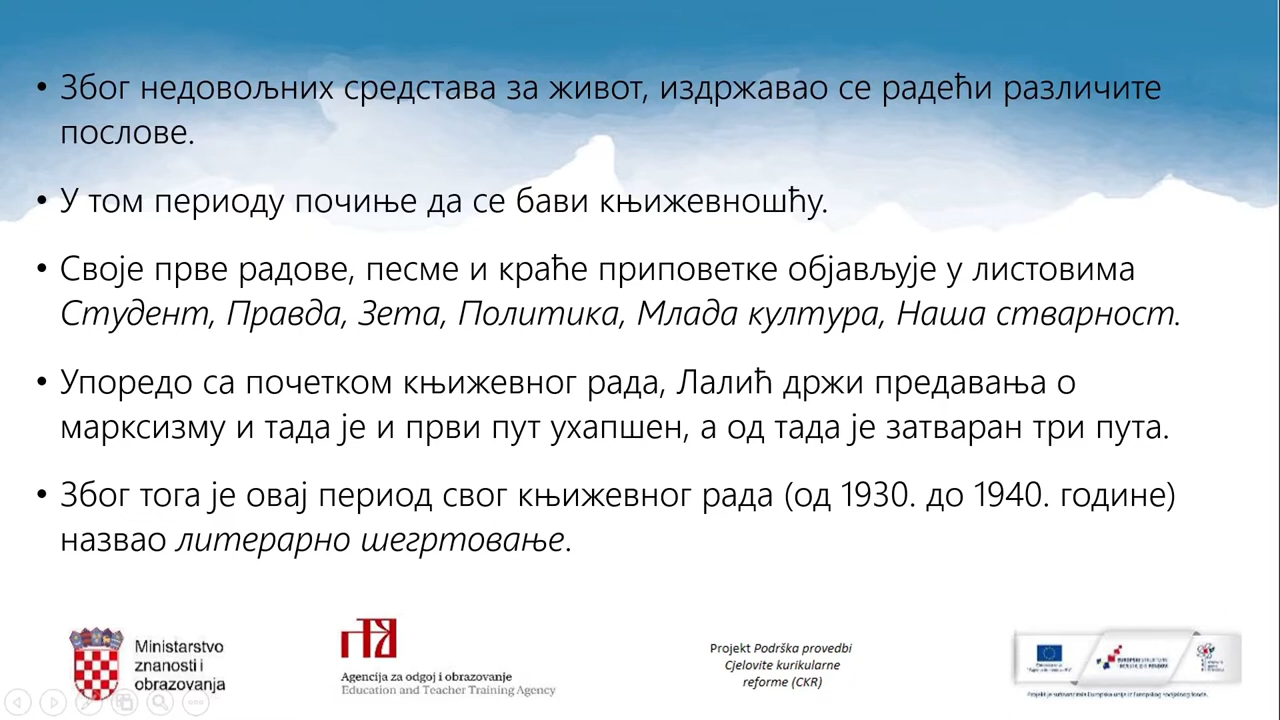 • Због недовољних средстава за живот, издржавао се радећи различите
послове.
• У том периоду почиње да се бави књижевношћу.
• Своје прве радове, песме и краће приповетке објављује у листовима
Студент, Правда, Зета, Политика, Млада култура, Наша стварност.
• Упоредо са почетком књижевног рада, Лалић држи предавања о
марксизму и тада је и први пут ухапшен, а од тада је затваран три пута.
• Због тога је овај период свог књижевног рада (од 1930. до 1940. године)
назвао литерарно шегртовање.
Ministarstvo
znanosti i
obrazovanja
Agencija za odgoj i obrazovanje
Education and Teacher Training Agency
Projekt Podrška provedbi
Cjelovite kurikularne
reforme (CKR)